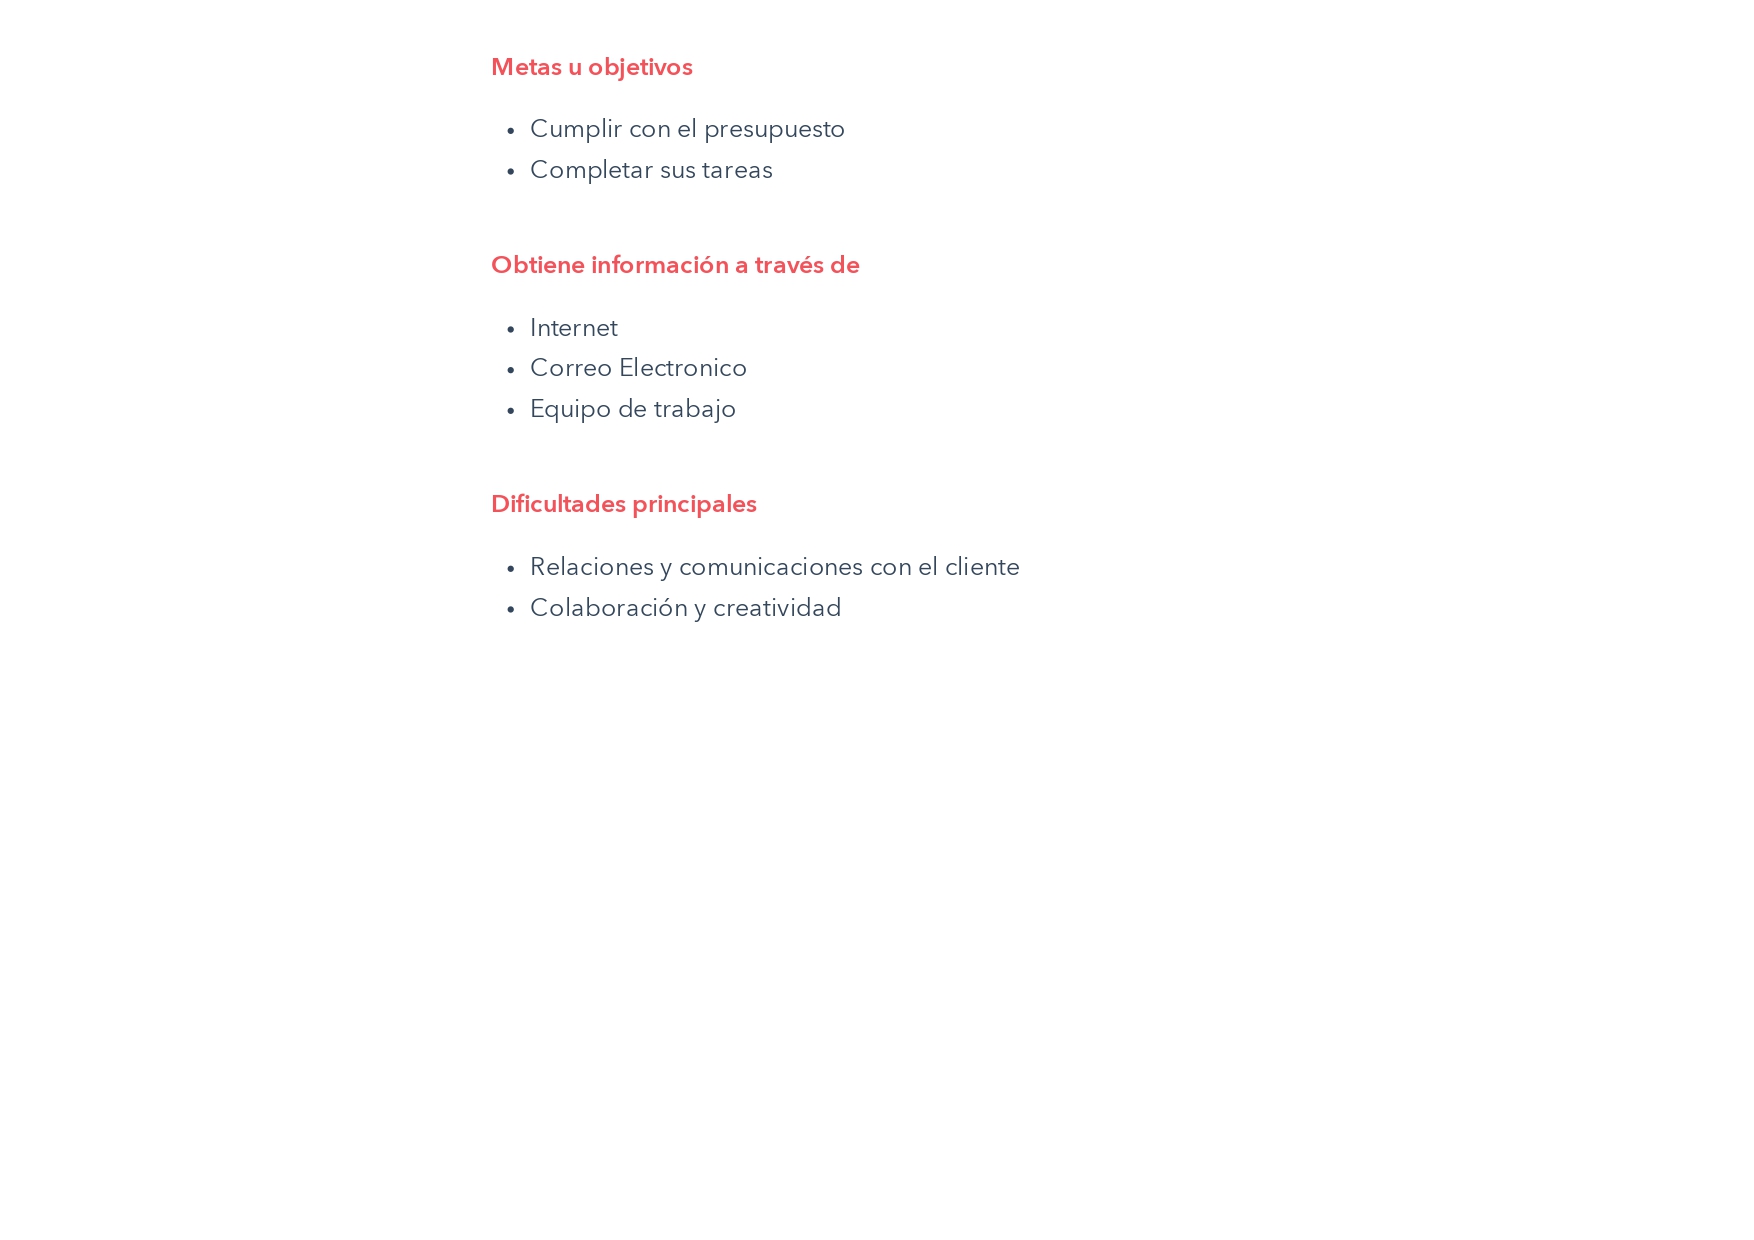 Metas u objetivos
• Cumplir con el presupuesto
• Completar sus tareas
Obtiene información a través de
• Internet
• Correo Electronico
• Equipo de trabajo
Dificultades principales
• Relaciones y comunicaciones con el cliente
• Colaboración y creatividad